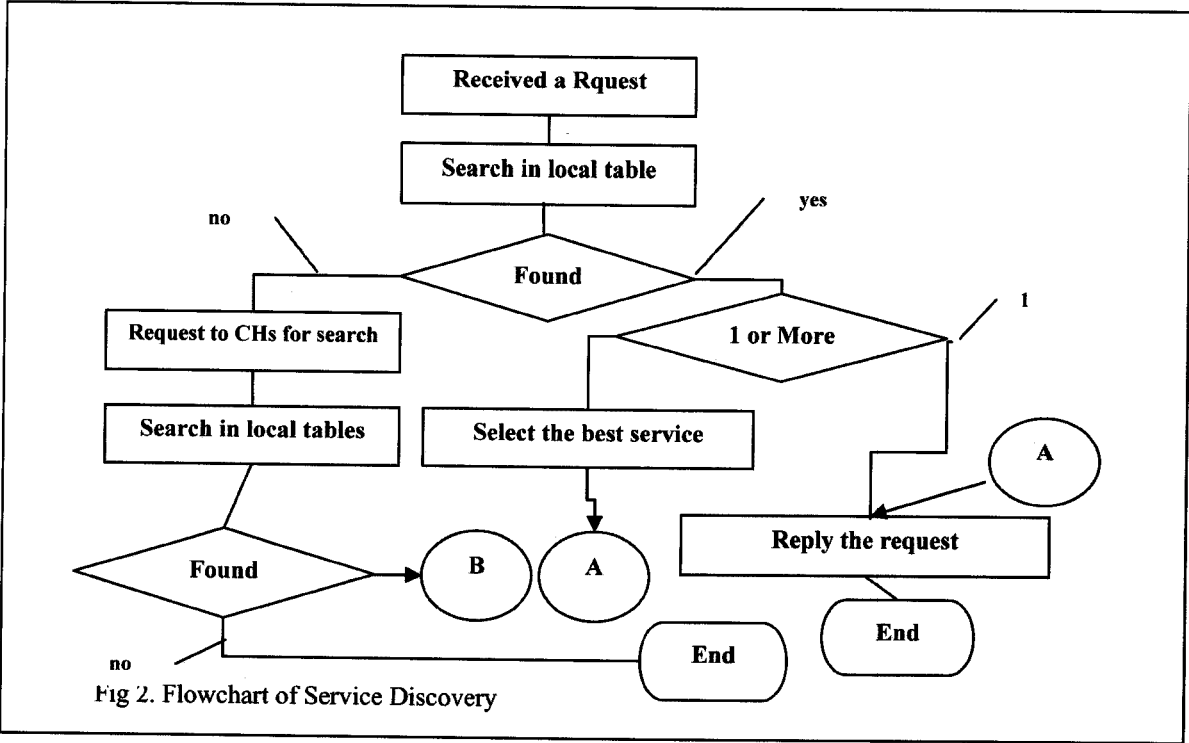 Received a Rquest
Search in local table
no
yes
Found
1
Request to CHs for search
1 or More
Search in local tables
Select the best service
A
Reply the request
Found
B
A
End
End
no
Fig 2. Flowchart of Service Discovery